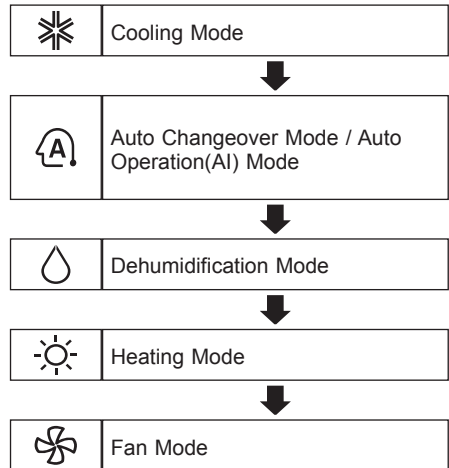 Cooling Mode
A
Auto Changeover Mode / Auto
Operation(AI) Mode
Dehumidification Mode
Heating Mode
Fan Mode